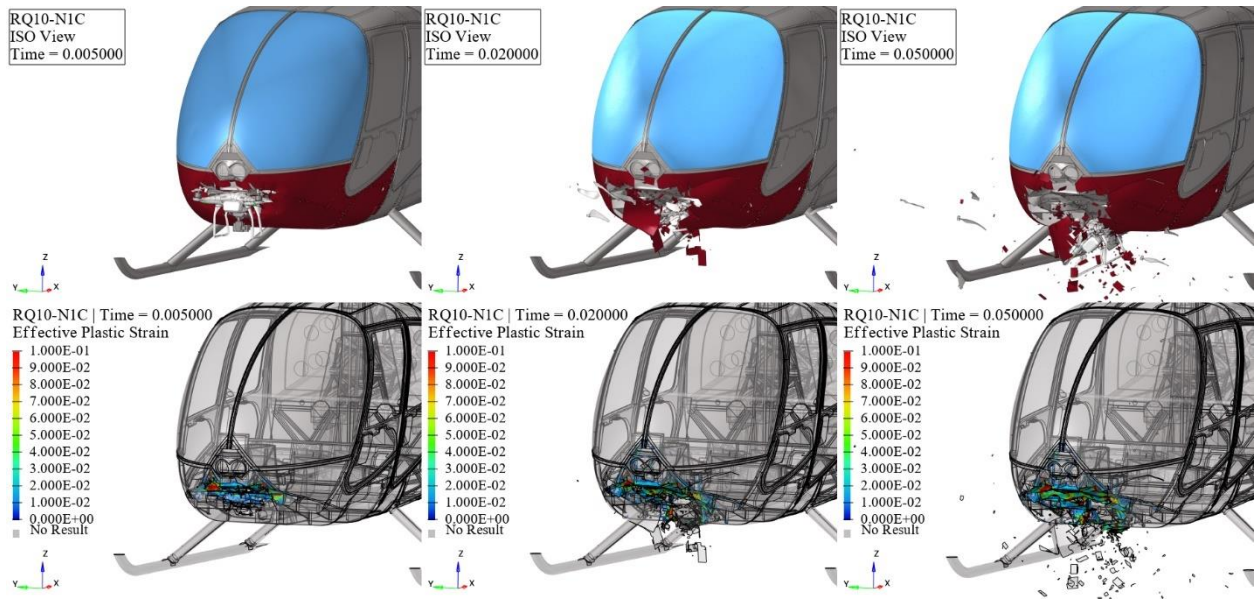 RQ10-N1C
ISO View
Time = 0.005000
Z
Y
X
RQ10-N1C
ISO View
Time = 0.020000
Z
Y
X
RQ10-N1C
ISO View
Time = 0.050000
Z
Y
X
RQ10-N1C | Time = 0.005000
Effective Plastic Strain
1.000E-01
9.000E-02
8.000E-02
7.000E-02
6.000E-02
5.000E-02
4.000E-02
3.000E-02
2.000E-02
1.000E-02
0.000E+00
No Result
Z
Y
X
RQ10-N1C | Time = 0.020000
Effective Plastic Strain
1.000E-01
9.000E-02
8.000E-02
7.000E-02
6.000E-02
5.000E-02
4.000E-02
3.000E-02
2.000E-02
1.000E-02
0.000E+00
No Result
Z
Y
X
RQ10-N1C | Time = 0.050000
Effective Plastic Strain
1.000E-01
9.000E-02
8.000E-02
7.000E-02
6.000E-02
5.000E-02
4.000E-02
3.000E-02
2.000E-02
1.000E-02
0.000E+00
No Result
Z
Y
X